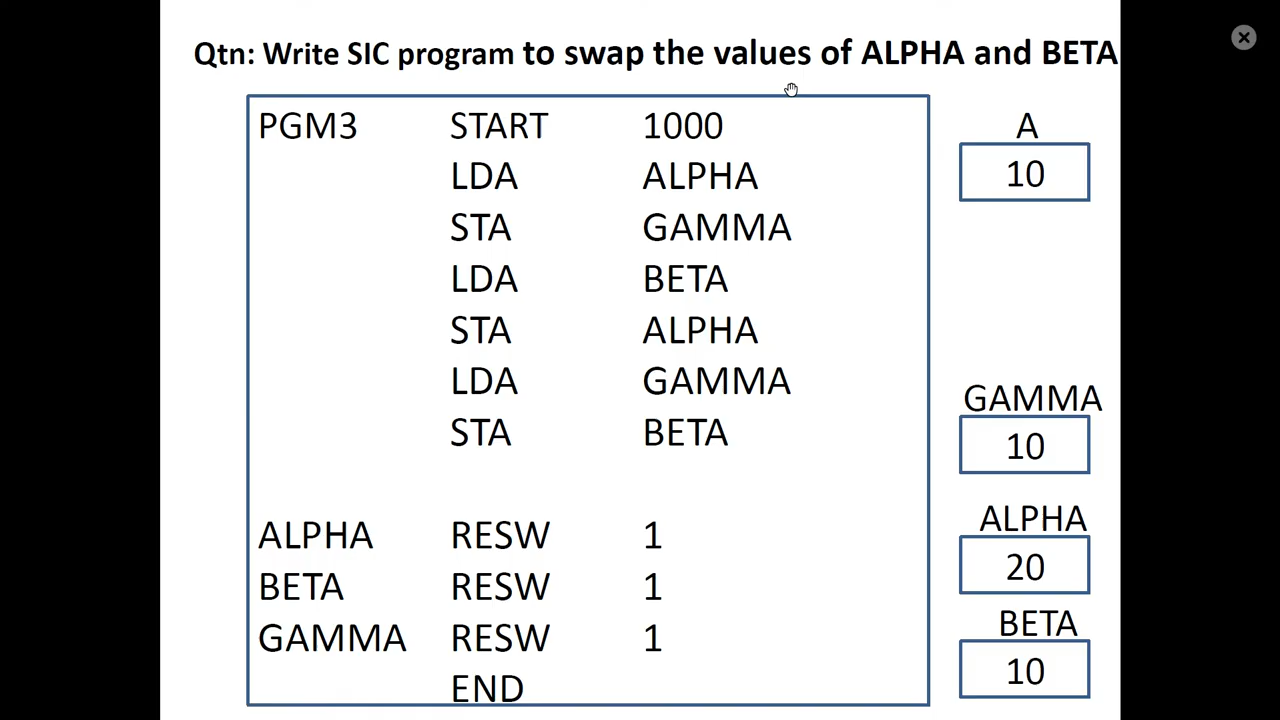 Qtn: Write SIC program to swap the values of ALPHA and BETA
PGM3 START 1000
LDA ALPHA
STA GAMMA
LDA BETA
STA ALPHA
LDA GAMMA
STA BETA
ALPHA RESW 1
BETA RESW 1
GAMMA RESW 1
END
A
10
GAMMA
10
ALPHA
20
BETA
10